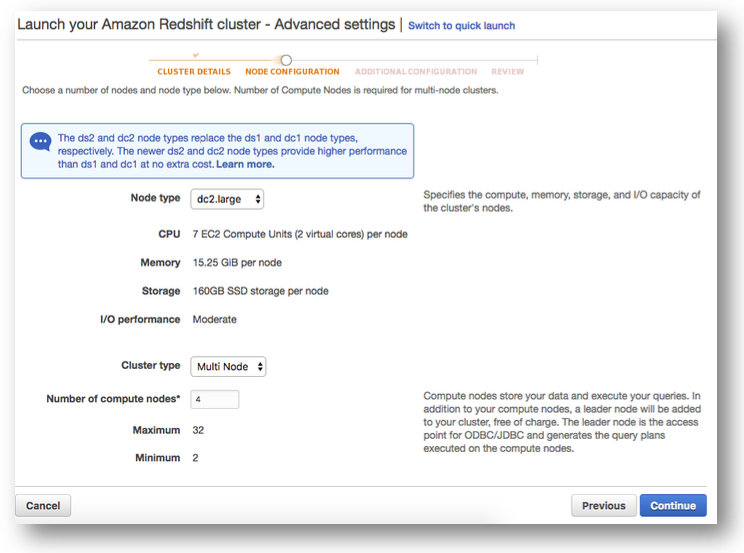 Launch your Amazon Redshift cluster - Advanced settings | Switch to quick launch
CLUSTER DETAILS NODE CONFIGURATION ADDITIONAL CONFIGURATION REVIEW
Choose a number of nodes and node type below. Number of Compute Nodes is required for multi-node clusters.
The ds2 and dc2 node types replace the ds1 and dc1 node types,
respectively. The newer ds2 and dc2 node types provide higher performance
than ds1 and dc1 at no extra cost. Learn more.
Node type dc2.large Specifies the compute, memory, storage, and I/O capacity of
the cluster's nodes.
CPU 7 EC2 Compute Units (2 virtual cores) per node
Memory 15.25 GiB per node
Storage 160GB SSD storage per node
I/O performance Moderate
Cluster type Multi Node
Number of compute nodes* 4 Compute nodes store your data and execute your queries. In
addition to your compute nodes, a leader node will be added
to your cluster, free of charge. The leader node is the access
point for ODBC/JDBC and generates the query plans
executed on the compute nodes.
Maximum 32
Minimum 2
Cancel Previous Continue